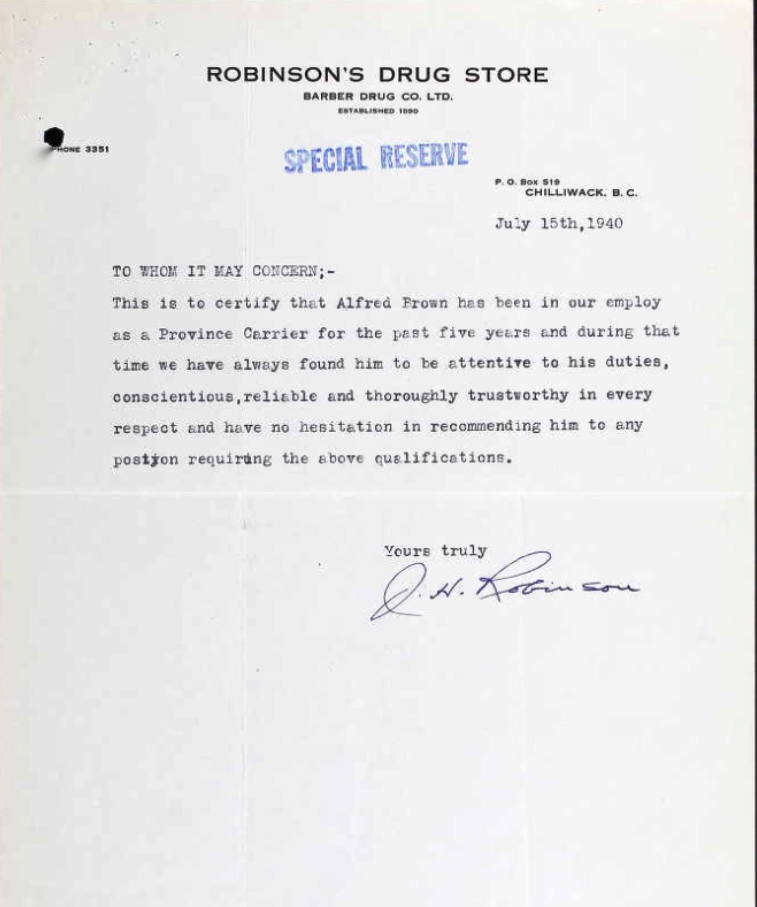 ROBINSON'S DRUG STORE
BARBER DRUG CO. LTD.
ESTABLISHED 1890
PHONE 3351
SPECIAL RESERVE
P. O. BOX 519
CHILLIWACK, B. C.
July 15th,1940
TO WHOM IT MAY CONCERN;-
This is to certify that Alfred Brown has been in our employ
as a Province Carrier for the past five years and during that
time we have always found him to be attentive to his duties,
conscientious,reliable and thoroughly trustworthy in every
respect and have no hesitation in recommending him to any
postjon requiring the above qualifications.
Yours truly
J. H. Robinson